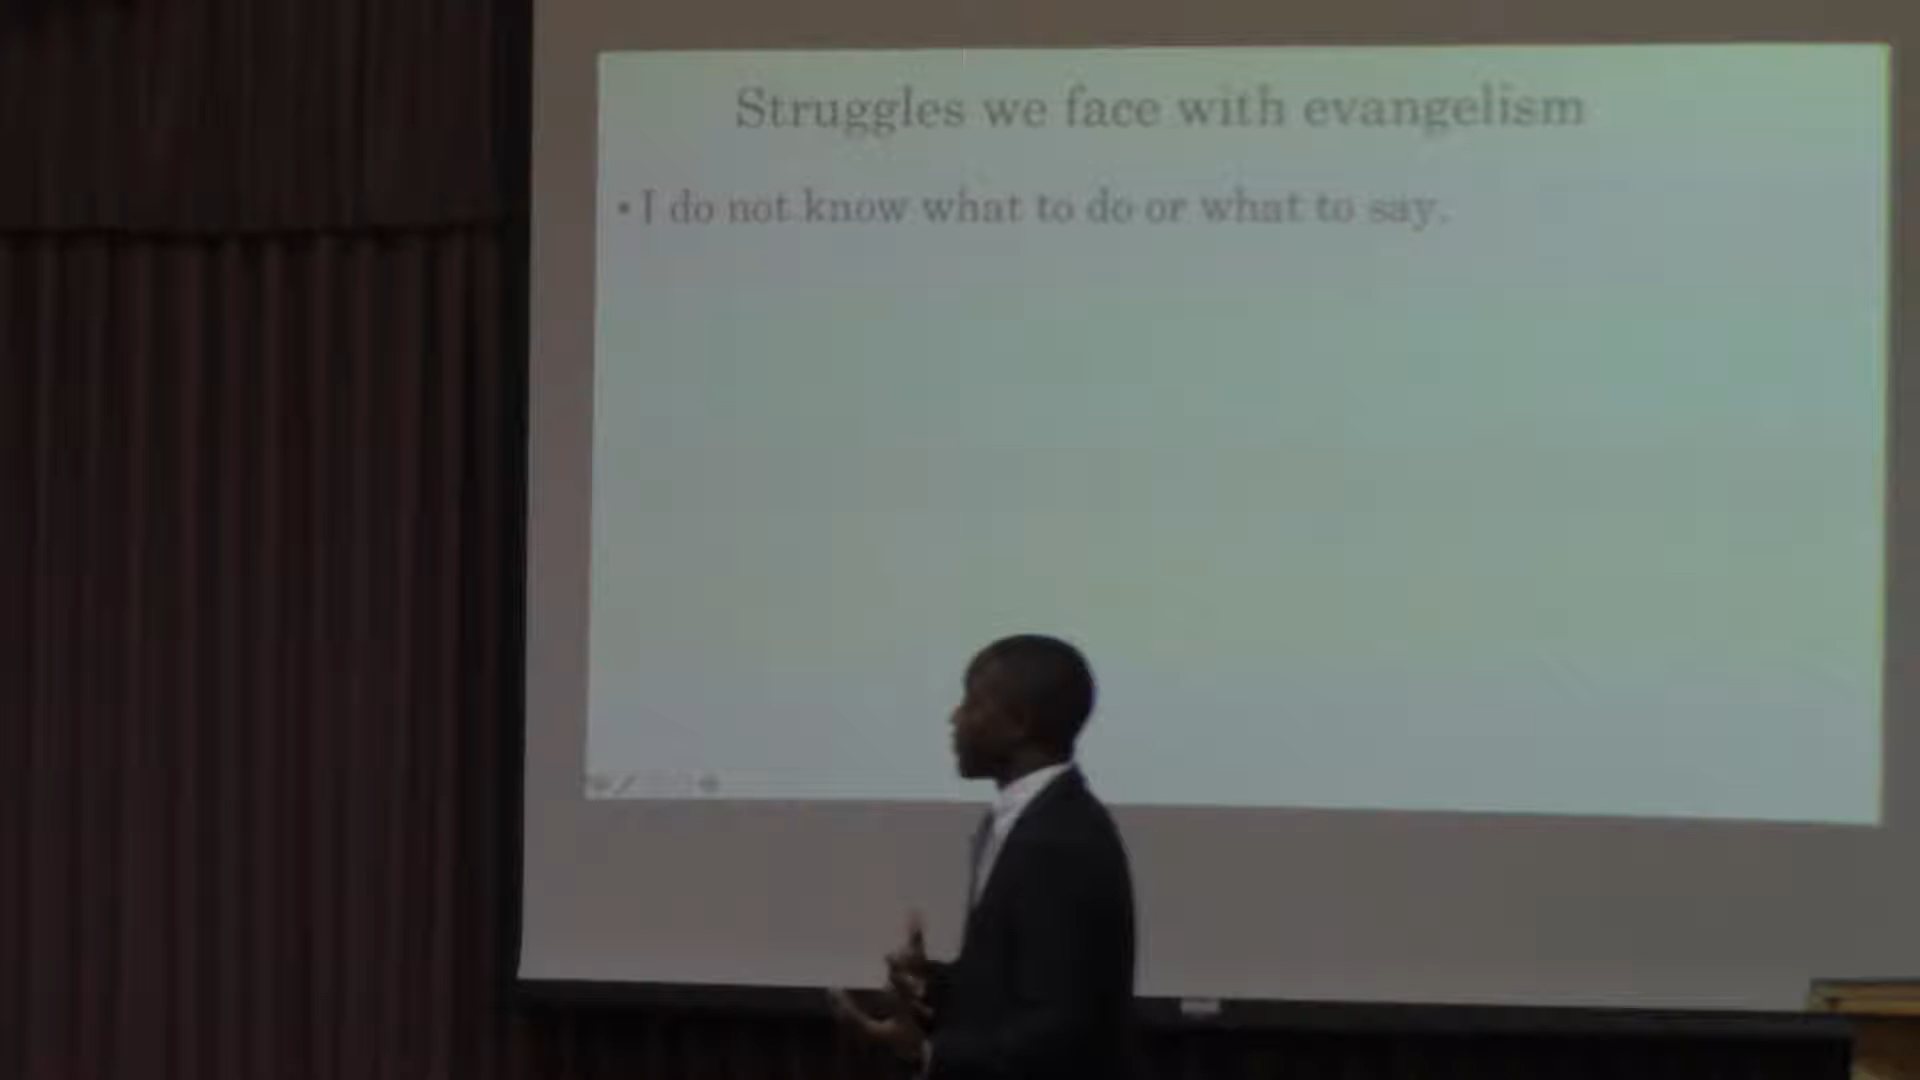 Struggles we face with evangelism
• I do not know what to do or what to say.